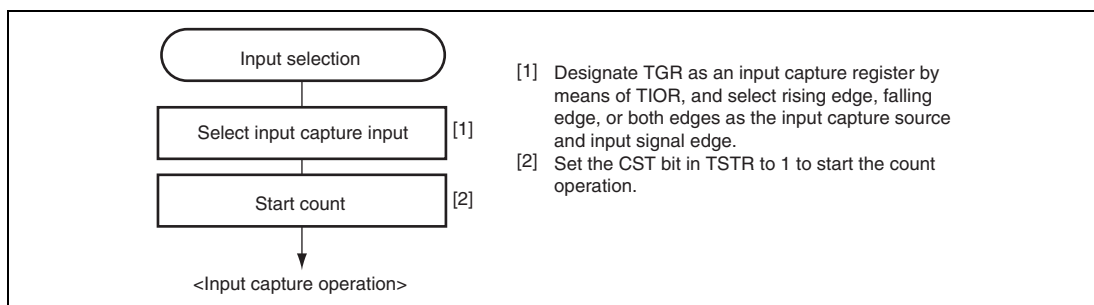 Input selection
Select input capture input
[1]
Start count
[2]
<Input capture operation>
[1] Designate TGR as an input capture register by
means of TIOR, and select rising edge, falling
edge, or both edges as the input capture source
and input signal edge.
[2] Set the CST bit in TSTR to 1 to start the count
operation.